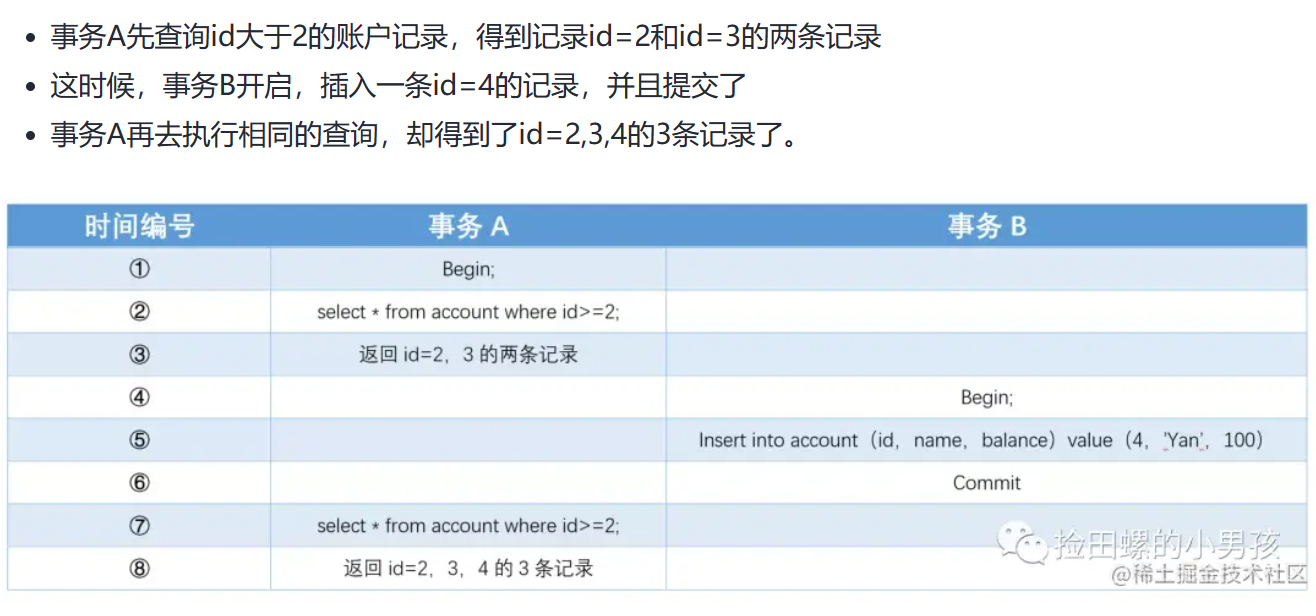 事务A先查询id大于2的账户记录，得到记录id=2和id=3的两条记录
这时候，事务B开启，插入一条id=4的记录，并且提交了
事务A再去执行相同的查询，却得到了id=2,3,4的3条记录了。
时间编号 事务 A 事务 B
① Begin;
② select * from account where id>=2;
③ 返回 id=2，3 的两条记录
④ Begin;
⑤ Insert into account（id，name，balance）value（4，'Yan'，100）
⑥ Commit
⑦ select * from account where id>=2;
⑧ 返回 id=2，3，4 的 3 条记录
捡田螺的小男孩
@稀土掘金技术社区